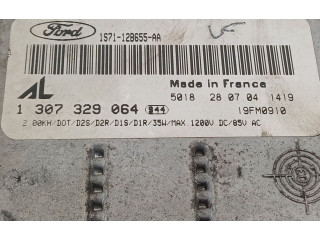 Ford
1S71-12B655-AA
AL
Made in France
5018 28 07 04 1419
1 307 329 064 944
19FM0910
2.00KH/DOT/D2S/D2R/D1S/D1R/35W/MAX 1200V DC/85V AC